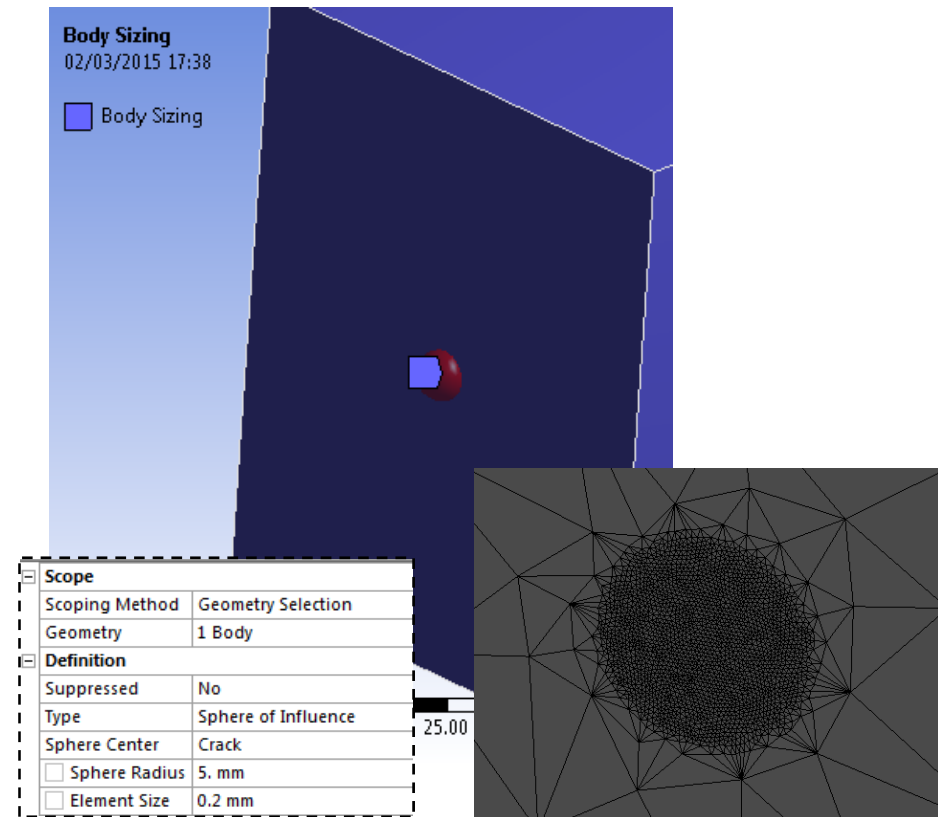 Body Sizing
02/03/2015 17:38
Body Sizing
25.00
Scope
Scoping Method Geometry Selection
Geometry 1 Body
Definition
Suppressed No
Type Sphere of Influence
Sphere Center Crack
Sphere Radius 5. mm
Element Size 0.2 mm